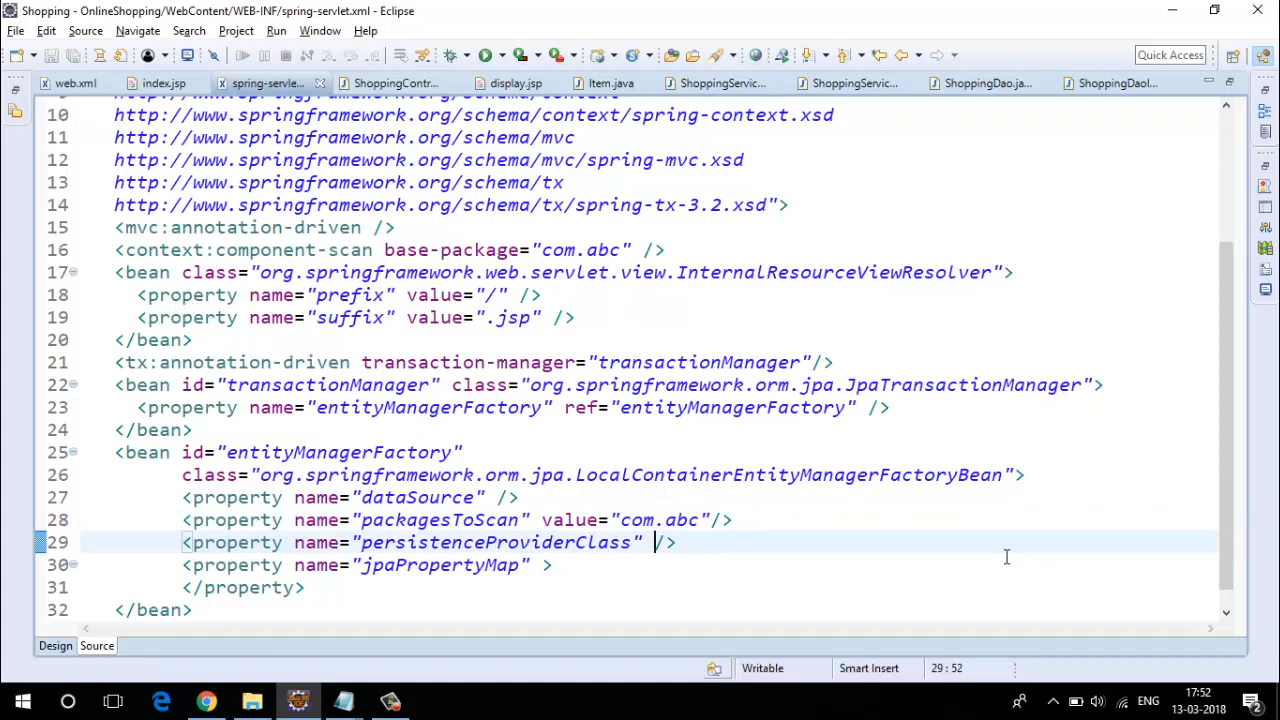 Shopping - OnlineShopping/WebContent/WEB-INF/spring-servlet.xml - Eclipse
File Edit Source Navigate Search Project Run Window Help
Quick Access
web.xml index.jsp spring-servle... ShoppingContr... display.jsp Item.java ShoppingServic... ShoppingServic... ShoppingDao.ja... ShoppingDaoI...
10 http://www.springframework.org/schema/context/spring-context.xsd
11 http://www.springframework.org/schema/mvc
12 http://www.springframework.org/schema/mvc/spring-mvc.xsd
13 http://www.springframework.org/schema/tx
14 http://www.springframework.org/schema/tx/spring-tx-3.2.xsd">
15 <mvc:annotation-driven />
16 <context:component-scan base-package="com.abc" />
17 <bean class="org.springframework.web.servlet.view.InternalResourceViewResolver">
18 <property name="prefix" value="/" />
19 <property name="suffix" value=".jsp" />
20 </bean>
21 <tx:annotation-driven transaction-manager="transactionManager"/>
22 <bean id="transactionManager" class="org.springframework.orm.jpa.JpaTransactionManager">
23 <property name="entityManagerFactory" ref="entityManagerFactory" />
24 </bean>
25 <bean id="entityManagerFactory"
26 class="org.springframework.orm.jpa.LocalContainerEntityManagerFactoryBean">
27 <property name="dataSource" />
28 <property name="packagesToScan" value="com.abc"/>
29 <property name="persistenceProviderClass" />
30 <property name="jpaPropertyMap" >
31 </property>
32 </bean>
Design Source
Writable Smart Insert 29 : 52
ENG 17:52
13-03-2018 2